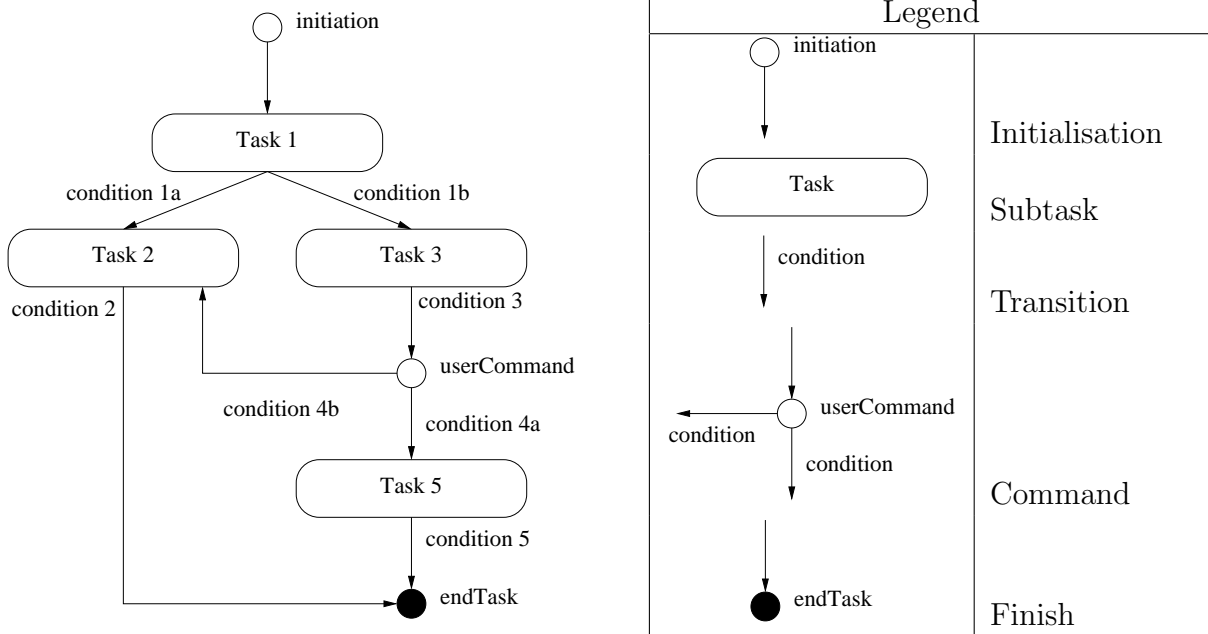 initiation
Task 1
condition 1a
condition 1b
Task 2
Task 3
condition 2
condition 3
userCommand
condition 4b
condition 4a
Task 5
condition 5
endTask
Legend
initiation
Initialisation
Task
Subtask
condition
Transition
userCommand
condition
condition
Command
endTask
Finish